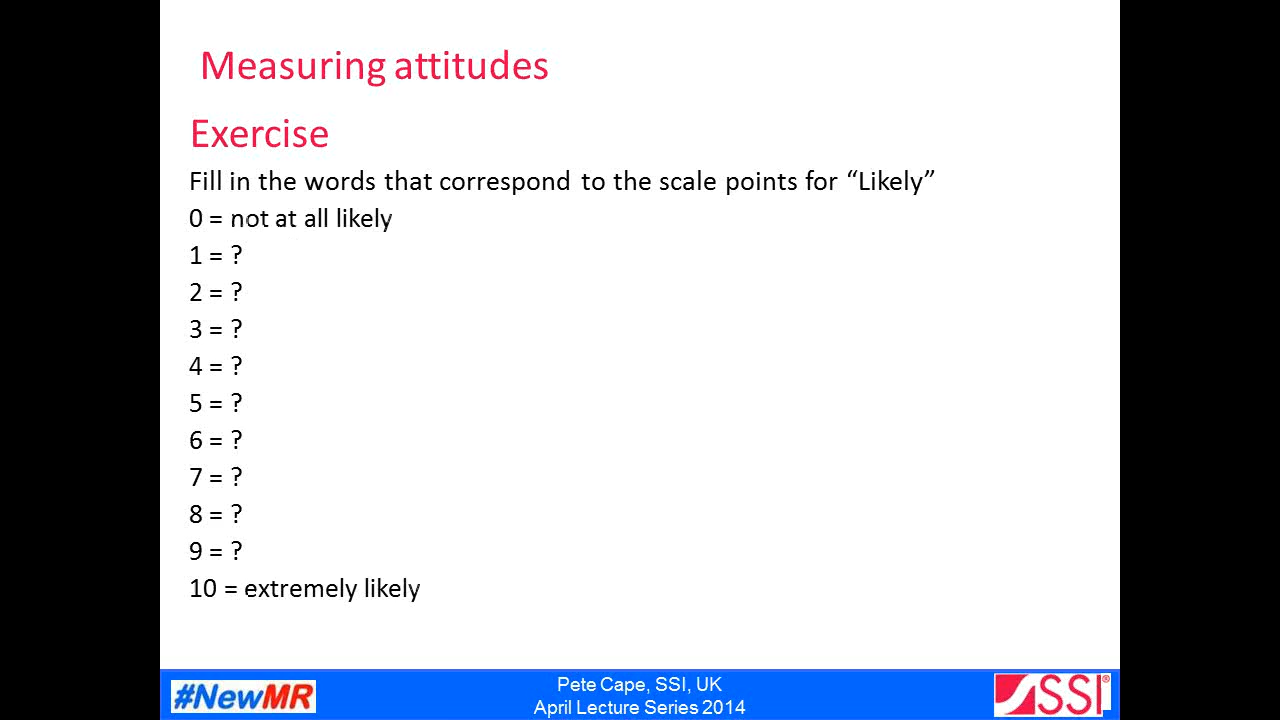 Measuring attitudes
Exercise
Fill in the words that correspond to the scale points for “Likely”
0 = not at all likely
1 = ?
2 = ?
3 = ?
4 = ?
5 = ?
6 = ?
7 = ?
8 = ?
9 = ?
10 = extremely likely
#NewMR
Pete Cape, SSI, UK
April Lecture Series 2014
SSI®